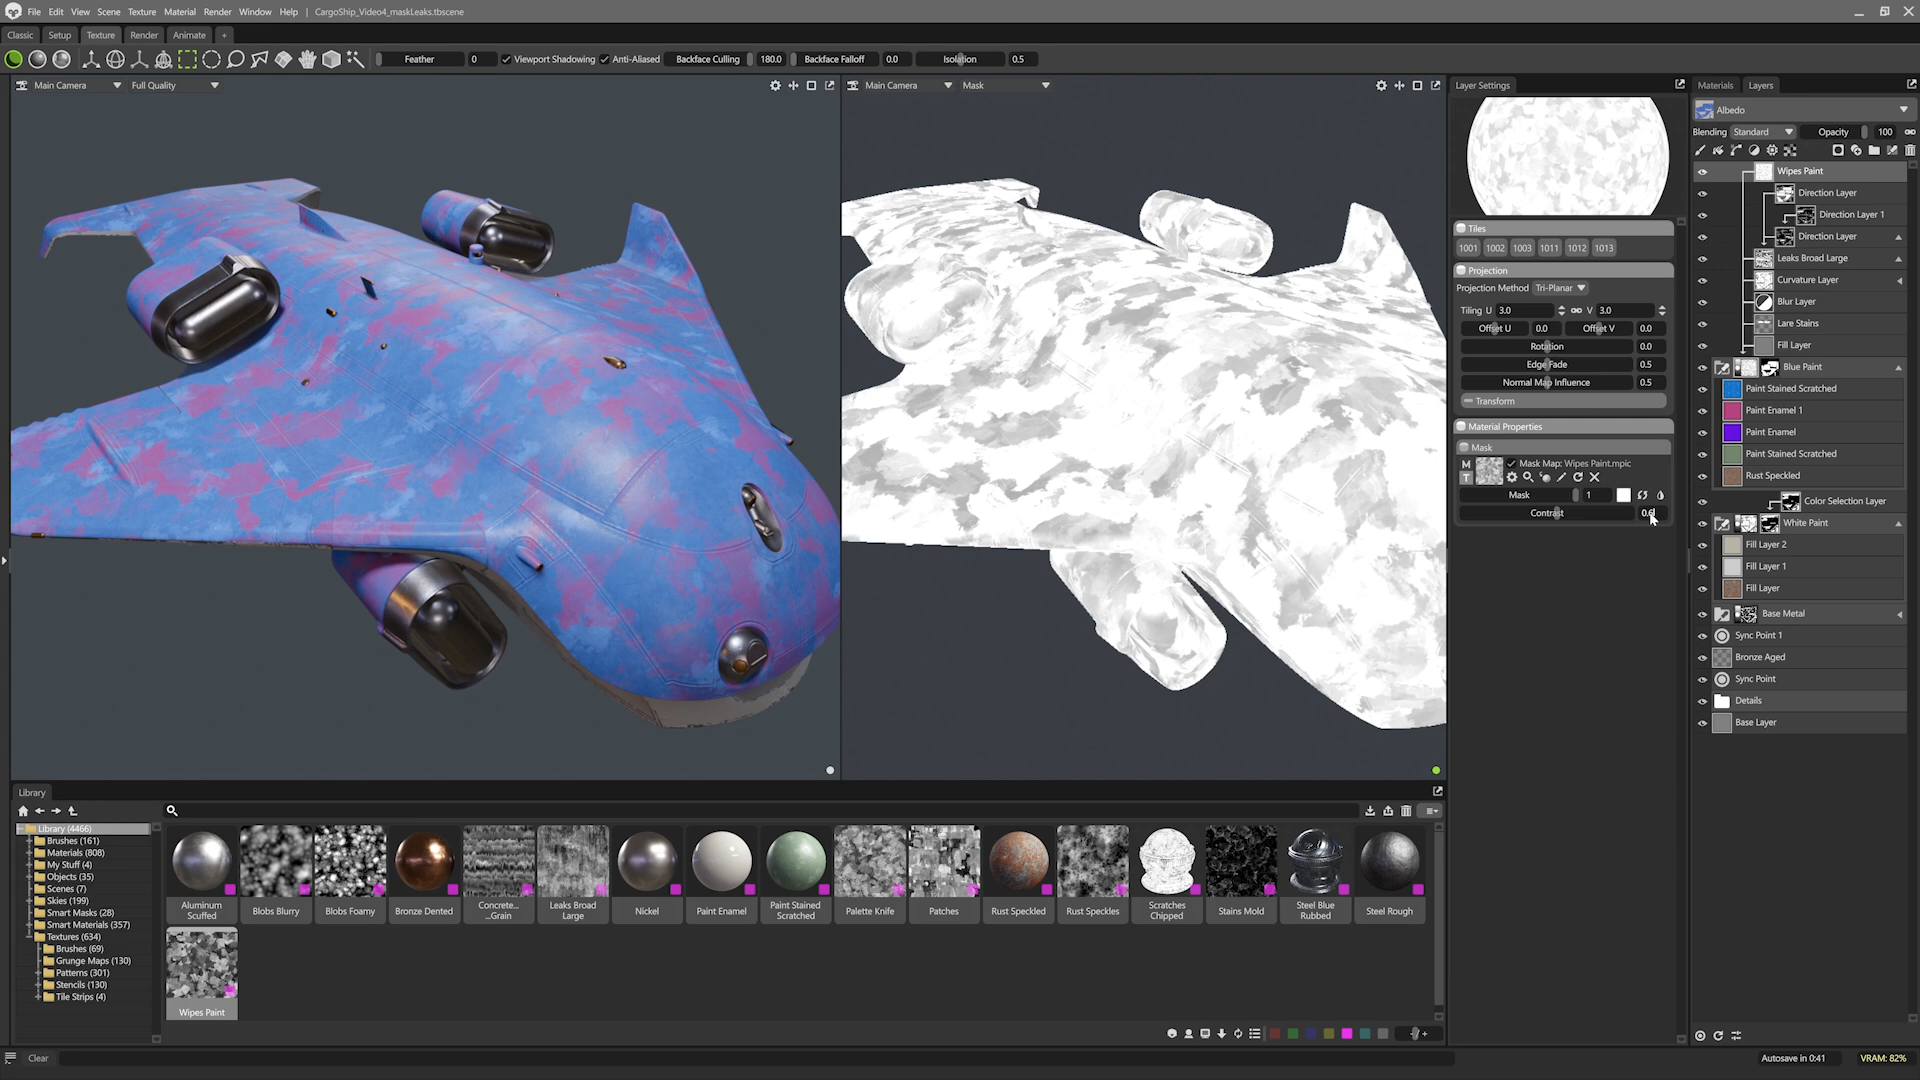 File Edit View Scene Texture Material Render Window Help | CargoShip_Video4_maskLeaks.tbscene
Classic Setup Texture Render Animate +
Feather 0 Viewport Shadowing Anti-Aliased Backface Culling 180.0 Backface Falloff 0.0 Isolation 0.5
Main Camera Full Quality
Main Camera Mask
Layer Settings
Tiles
1001 1002 1003 1011 1012 1013
Projection
Projection Method Tri-Planar
Tiling U 3.0 V 3.0
Offset U 0.0 Offset V 0.0
Rotation 0.0
Edge Fade 0.5
Normal Map Influence 0.5
Transform
Material Properties
Mask
M Mask Map: Wipes Paint.mpic
T
Mask 1
Contrast
Materials Layers
Albedo
Blending Standard Opacity 100
Wipes Paint
Direction Layer
Direction Layer 1
Direction Layer
Leaks Broad Large
Curvature Layer
Blur Layer
Lare Stains
Fill Layer
Blue Paint
Paint Stained Scratched
Paint Enamel 1
Paint Enamel
Paint Stained Scratched
Rust Speckled
Color Selection Layer
White Paint
Fill Layer 2
Fill Layer 1
Fill Layer
Base Metal
Sync Point 1
Bronze Aged
Sync Point
Details
Base Layer
Library
Library (4466)
Brushes (161)
Materials (808)
My Stuff (4)
Objects (35)
Scenes (7)
Skies (199)
Smart Masks (28)
Smart Materials (357)
Textures (634)
Brushes (69)
Grunge Maps (130)
Patterns (301)
Stencils (130)
Tile Strips (4)
Aluminum Scuffed
Blobs Blurry
Blobs Foamy
Bronze Dented
Concrete... ...Grain
Leaks Broad Large
Nickel
Paint Enamel
Paint Stained Scratched
Palette Knife
Patches
Rust Speckled
Rust Speckles
Scratches Chipped
Stains Mold
Steel Blue Rubbed
Steel Rough
Wipes Paint
Clear
Autosave in 0:41 VRAM: 82%